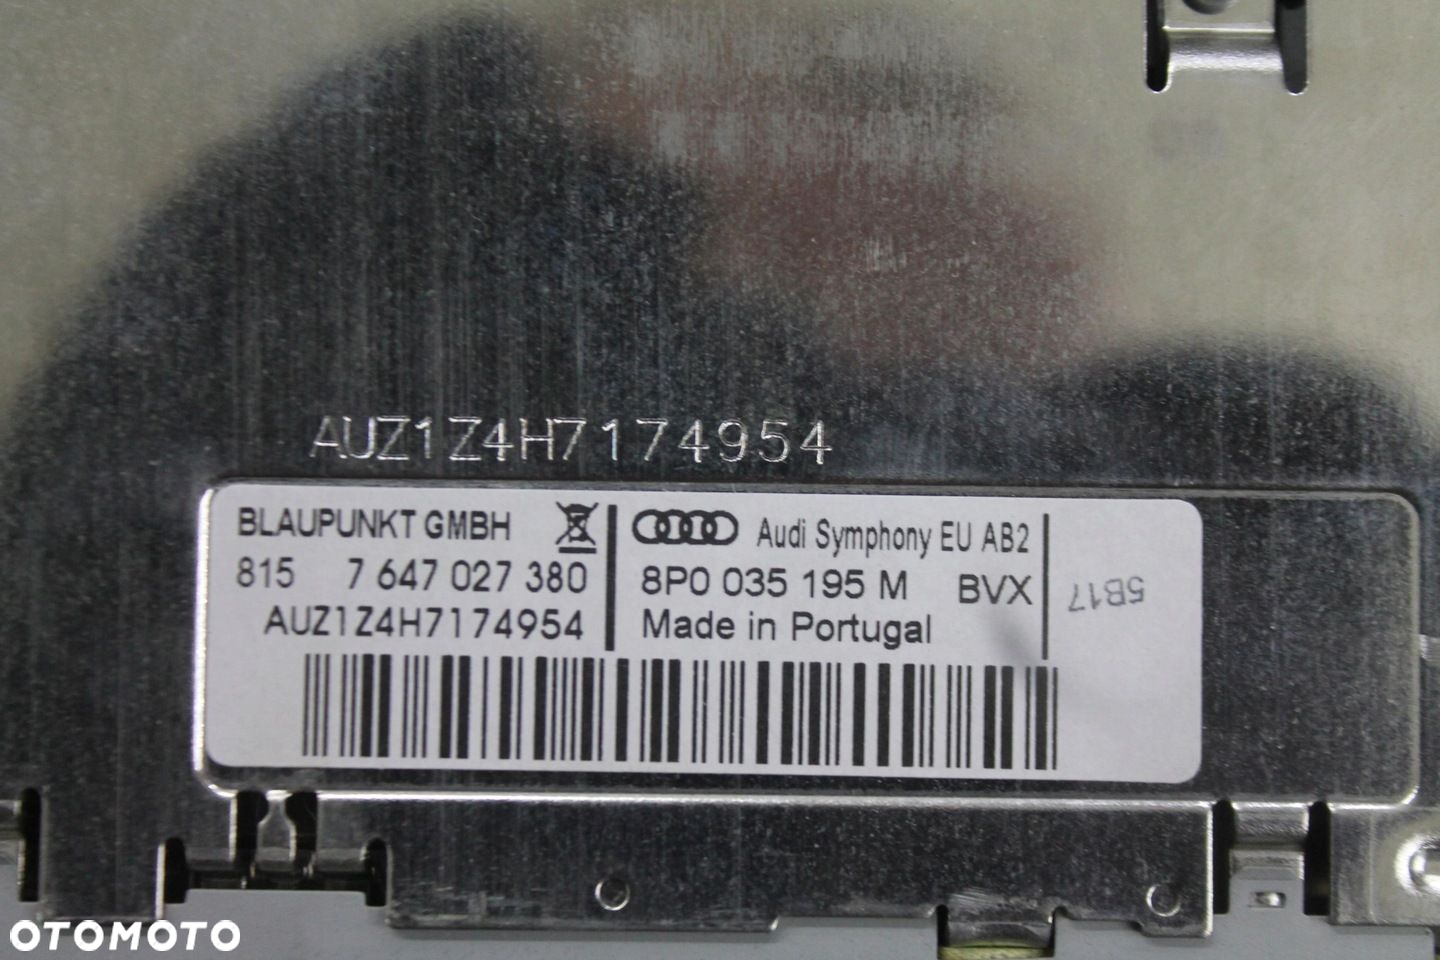 AUZ1Z4H7174954
BLAUPUNKT GMBH
815 7 647 027 380
AUZ1Z4H7174954
Audi Symphony EU AB2
8P0 035 195 M BVX
Made in Portugal
5B17
OTOMOTO